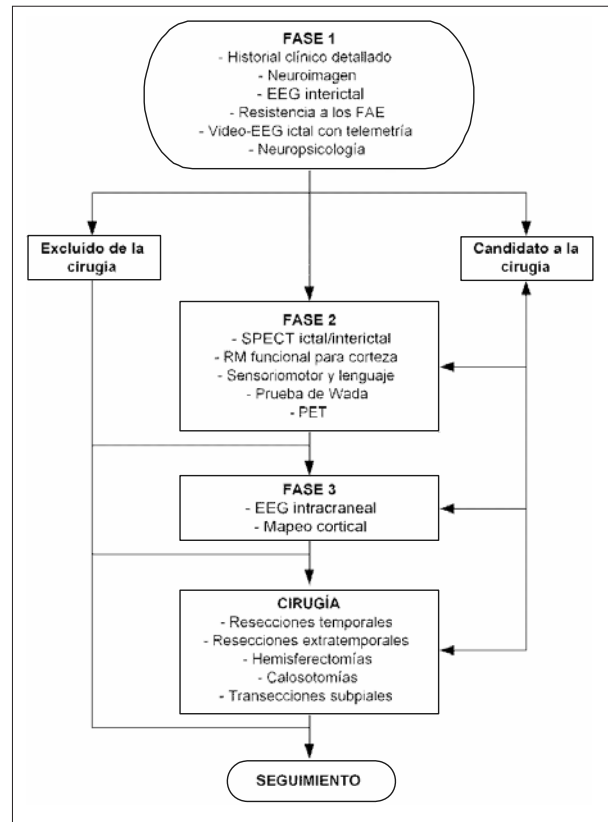 FASE 1
- Historial clínico detallado
- Neuroimagen
- EEG interictal
- Resistencia a los FAE
- Video-EEG ictal con telemetría
- Neuropsicología
Excluido de la
cirugía
Candidato a la
cirugía
FASE 2
- SPECT ictal/interictal
- RM funcional para corteza
- Sensoriomotor y lenguaje
- Prueba de Wada
- PET
FASE 3
- EEG intracraneal
- Mapeo cortical
CIRUGÍA
- Resecciones temporales
- Resecciones extratemporales
- Hemisferectomías
- Calosotomías
- Transecciones subpiales
SEGUIMIENTO